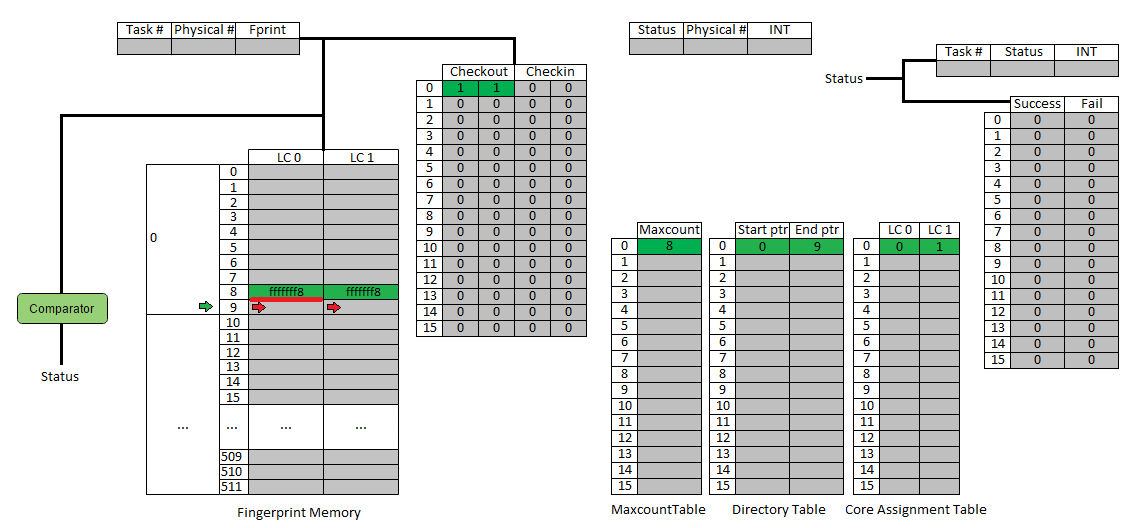 Task # Physical # Fprint
Status Physical # INT
Task # Status INT
Status
Checkout Checkin
0 1 1 0 0
1 0 0 0 0
2 0 0 0 0
3 0 0 0 0
4 0 0 0 0
5 0 0 0 0
6 0 0 0 0
7 0 0 0 0
8 0 0 0 0
9 0 0 0 0
10 0 0 0 0
11 0 0 0 0
12 0 0 0 0
13 0 0 0 0
14 0 0 0 0
15 0 0 0 0
Success Fail
0 0 0
1 0 0
2 0 0
3 0 0
4 0 0
5 0 0
6 0 0
7 0 0
8 0 0
9 0 0
10 0 0
11 0 0
12 0 0
13 0 0
14 0 0
15 0 0
LC 0 LC 1
0
0
1
2
3
4
5
6
7
8 fffffff8 fffffff8
9
10
11
12
13
14
15
... ... ... ...
509
510
511
Comparator
Status
Fingerprint Memory
Maxcount
0 8
1
2
3
4
5
6
7
8
9
10
11
12
13
14
15
MaxcountTable
Start ptr End ptr
0 0 9
1
2
3
4
5
6
7
8
9
10
11
12
13
14
15
Directory Table
LC 0 LC 1
0 0 1
1
2
3
4
5
6
7
8
9
10
11
12
13
14
15
Core Assignment Table